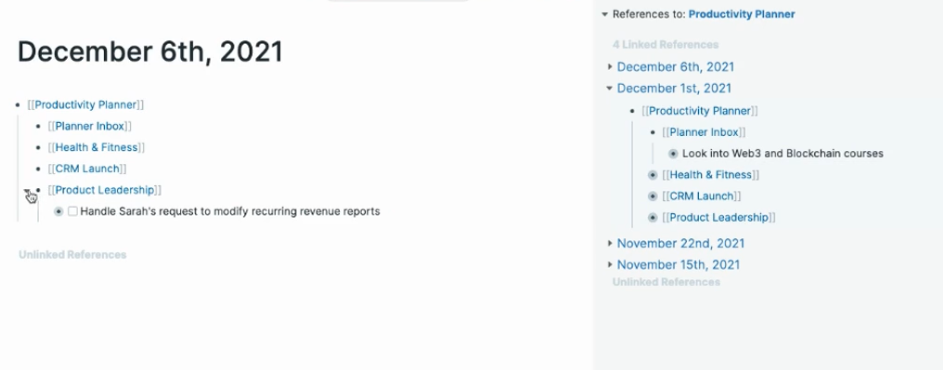 December 6th, 2021
[[Productivity Planner]]
[[Planner Inbox]]
[[Health & Fitness]]
[[CRM Launch]]
[[Product Leadership]]
Handle Sarah's request to modify recurring revenue reports
Unlinked References
References to: Productivity Planner
4 Linked References
December 6th, 2021
December 1st, 2021
[[Productivity Planner]]
[[Planner Inbox]]
Look into Web3 and Blockchain courses
[[Health & Fitness]]
[[CRM Launch]]
[[Product Leadership]]
November 22nd, 2021
November 15th, 2021
Unlinked References